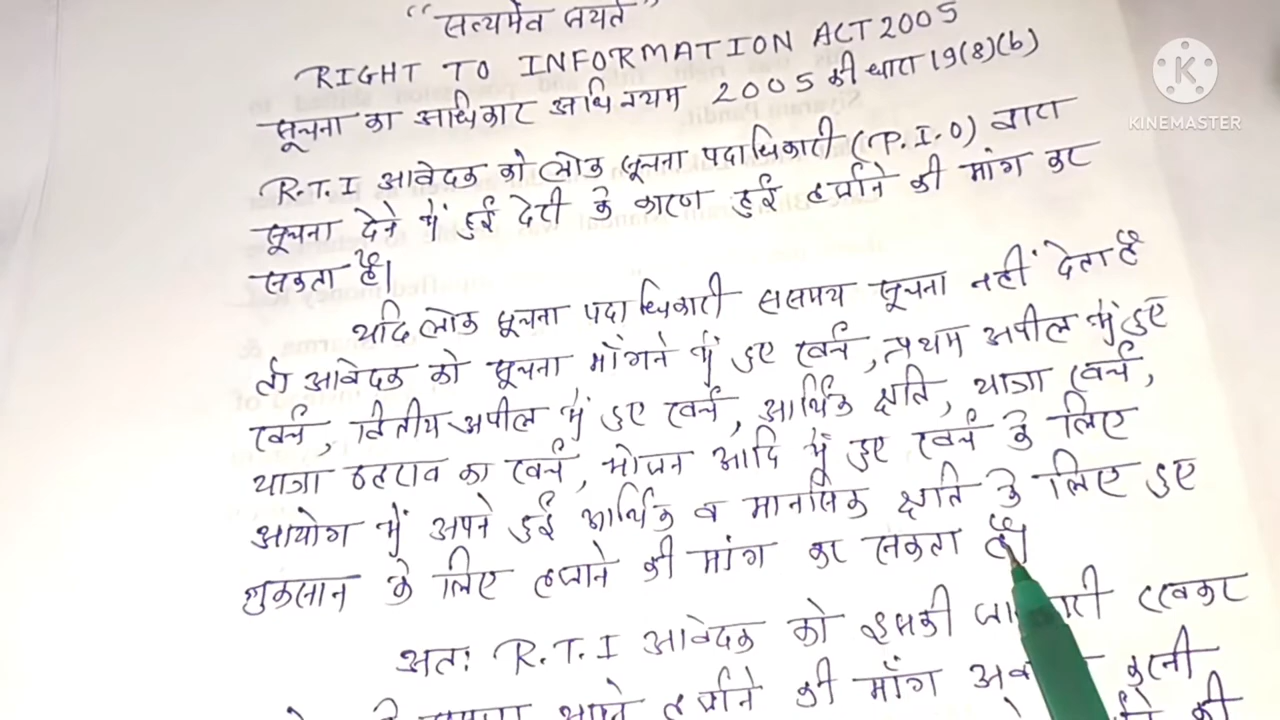 "सत्यमेव जयते"
RIGHT TO INFORMATION ACT 2005
सूचना का अधिकार अधिनियम 2005 की धारा 19(8)(b)
R.T.I आवेदक को लोक सूचना पदाधिकारी (P.I.O) द्वारा
सूचना देने में हुई देरी के कारण हुई हर्जाने की मांग कर
सकता है।
यदि लोक सूचना पदाधिकारी ससमय सूचना नहीं देता है
तो आवेदक को सूचना माँगने में हुए खर्च, प्रथम अपील में हुए
खर्च, द्वितीय अपील में हुए खर्च, आर्थिक क्षति, यात्रा खर्च,
यात्रा ठहराव का खर्च, भोजन आदि में हुए खर्च के लिए
आयोग में अपने हुई आर्थिक व मानसिक क्षति के लिए हुए
नुकसान के लिए हर्जाने की मांग कर सकता है।
अतः R.T.I आवेदक को इसकी रखकर
हर्जाने की माँग करनी
की
KINEMASTER